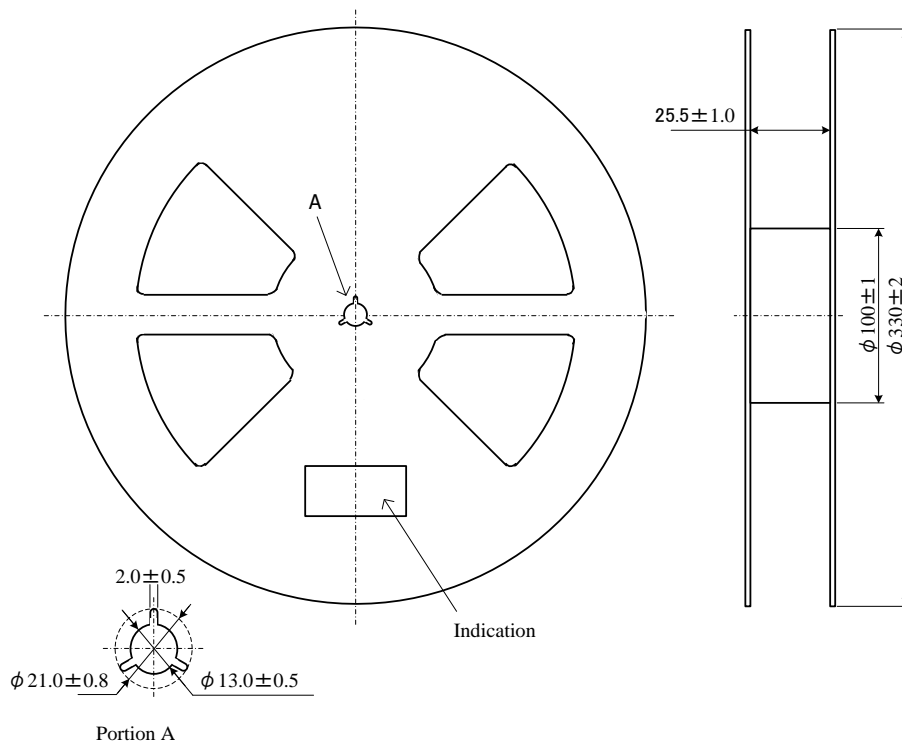 25.5±1.0
A
φ100±1
φ330±2
2.0±0.5
Indication
φ21.0±0.8
φ13.0±0.5
Portion A